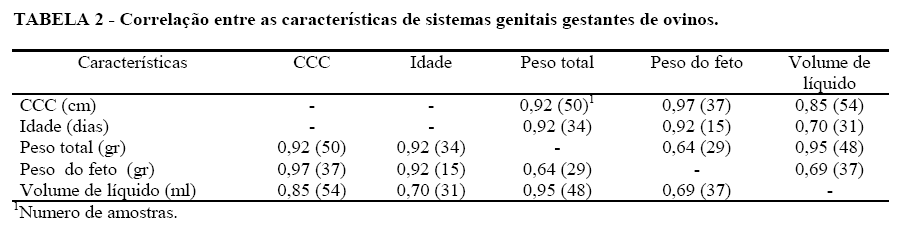 TABELA 2 - Correlação entre as características de sistemas genitais gestantes de ovinos.
Características CCC Idade Peso total Peso do feto Volume de líquido
CCC (cm) - - 0,92 (50)¹ 0,97 (37) 0,85 (54)
Idade (dias) - - 0,92 (34) 0,92 (15) 0,70 (31)
Peso total (gr) 0,92 (50) 0,92 (34) - 0,64 (29) 0,95 (48)
Peso do feto (gr) 0,97 (37) 0,92 (15) 0,64 (29) - 0,69 (37)
Volume de líquido (ml) 0,85 (54) 0,70 (31) 0,95 (48) 0,69 (37) -
¹Numero de amostras.